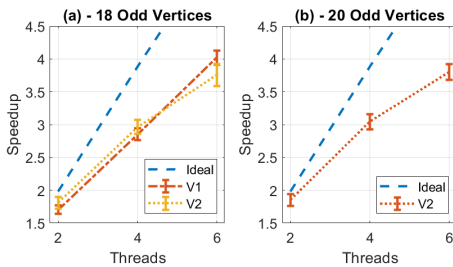 (a) - 18 Odd Vertices
4.5
4
3.5
3
2.5
2
1.5
Speedup
2
4
6
Threads
Ideal
V1
V2
(b) - 20 Odd Vertices
4.5
4
3.5
3
2.5
2
1.5
Speedup
2
4
6
Threads
Ideal
V2